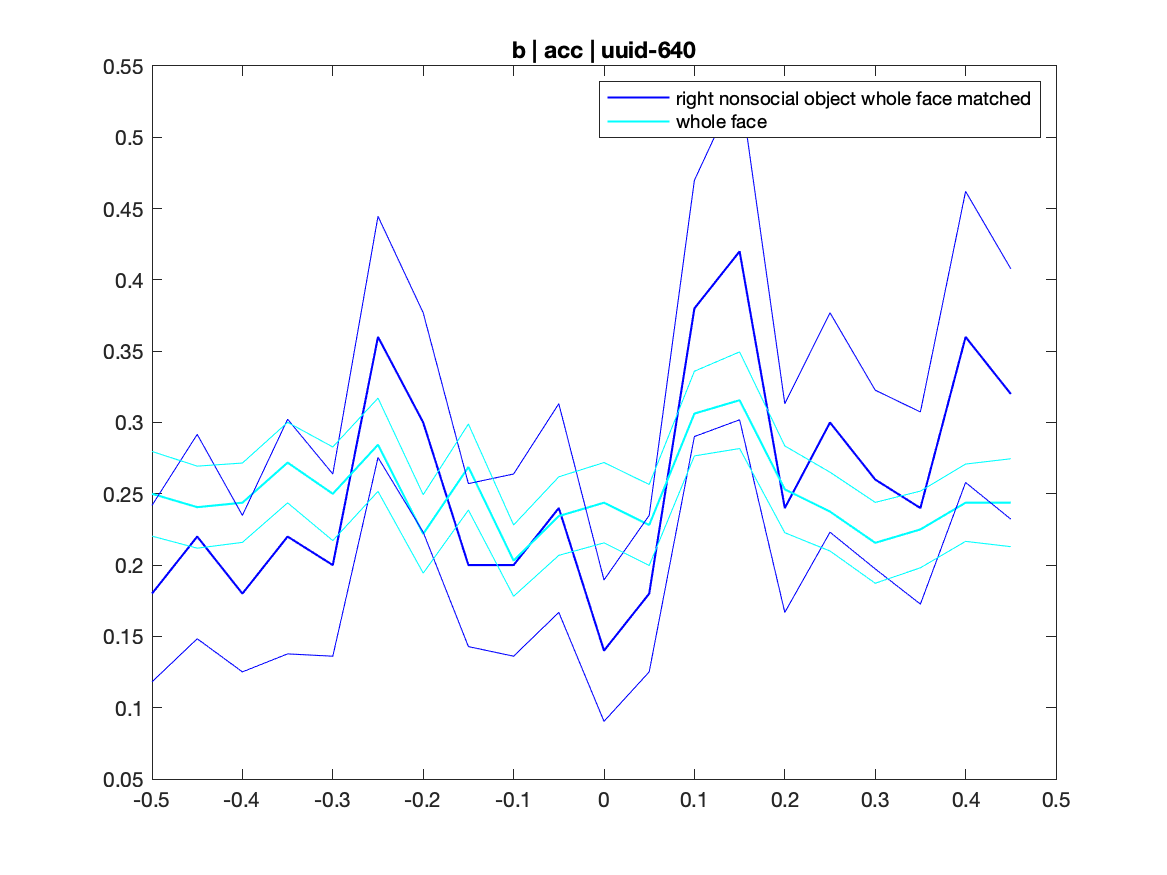 b | acc | uuid-640
right nonsocial object whole face matched
whole face
0.55
0.5
0.45
0.4
0.35
0.3
0.25
0.2
0.15
0.1
0.05
-0.5 -0.4 -0.3 -0.2 -0.1 0 0.1 0.2 0.3 0.4 0.5